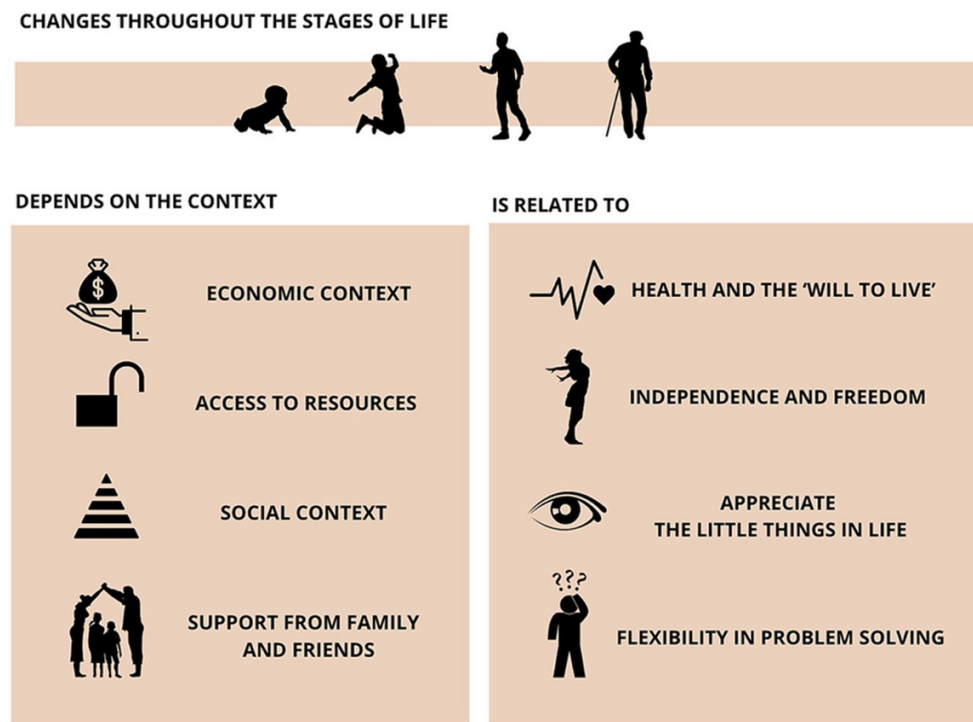 CHANGES THROUGHOUT THE STAGES OF LIFE
DEPENDS ON THE CONTEXT
$
ECONOMIC CONTEXT
ACCESS TO RESOURCES
SOCIAL CONTEXT
SUPPORT FROM FAMILY
AND FRIENDS
IS RELATED TO
HEALTH AND THE ‘WILL TO LIVE’
INDEPENDENCE AND FREEDOM
APPRECIATE
THE LITTLE THINGS IN LIFE
???
FLEXIBILITY IN PROBLEM SOLVING